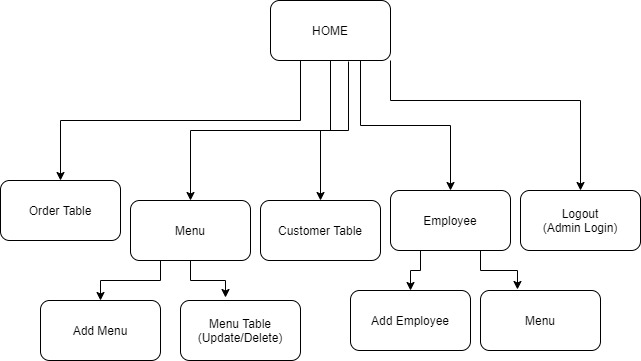 HOME
Order Table
Menu
Customer Table
Employee
Logout
(Admin Login)
Add Menu
Menu Table
(Update/Delete)
Add Employee
Menu